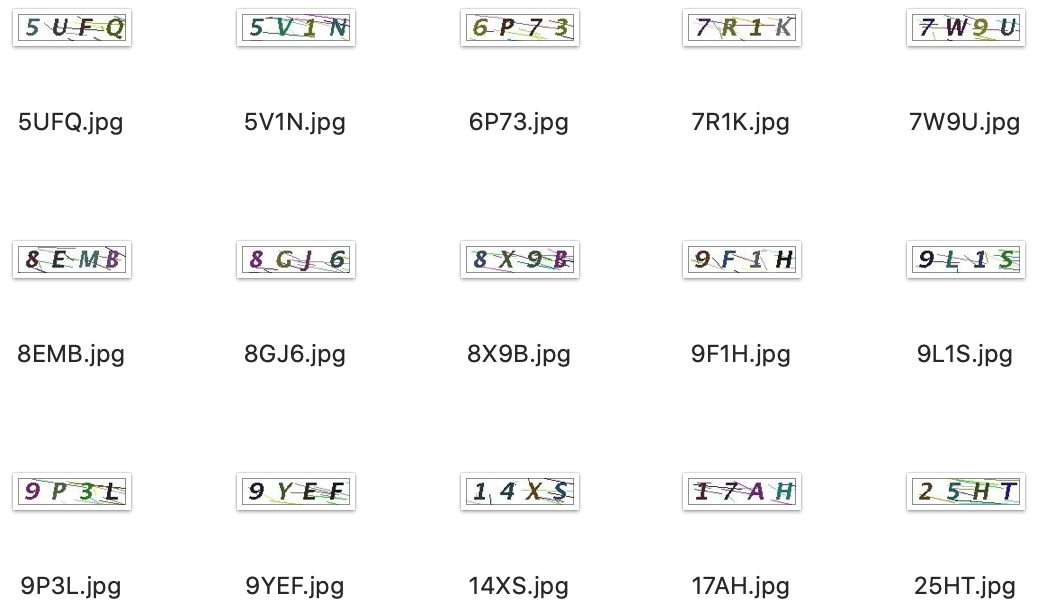 5 U F Q 5 V 1 N 6 P 7 3 7 R 1 K 7 W 9 U
5UFQ.jpg 5V1N.jpg 6P73.jpg 7R1K.jpg 7W9U.jpg
8 E M B 8 G J 6 8 X 9 B 9 F 1 H 9 L 1 S
8EMB.jpg 8GJ6.jpg 8X9B.jpg 9F1H.jpg 9L1S.jpg
9 P 3 L 9 Y E F 1 4 X S 1 7 A H 2 5 H T
9P3L.jpg 9YEF.jpg 14XS.jpg 17AH.jpg 25HT.jpg